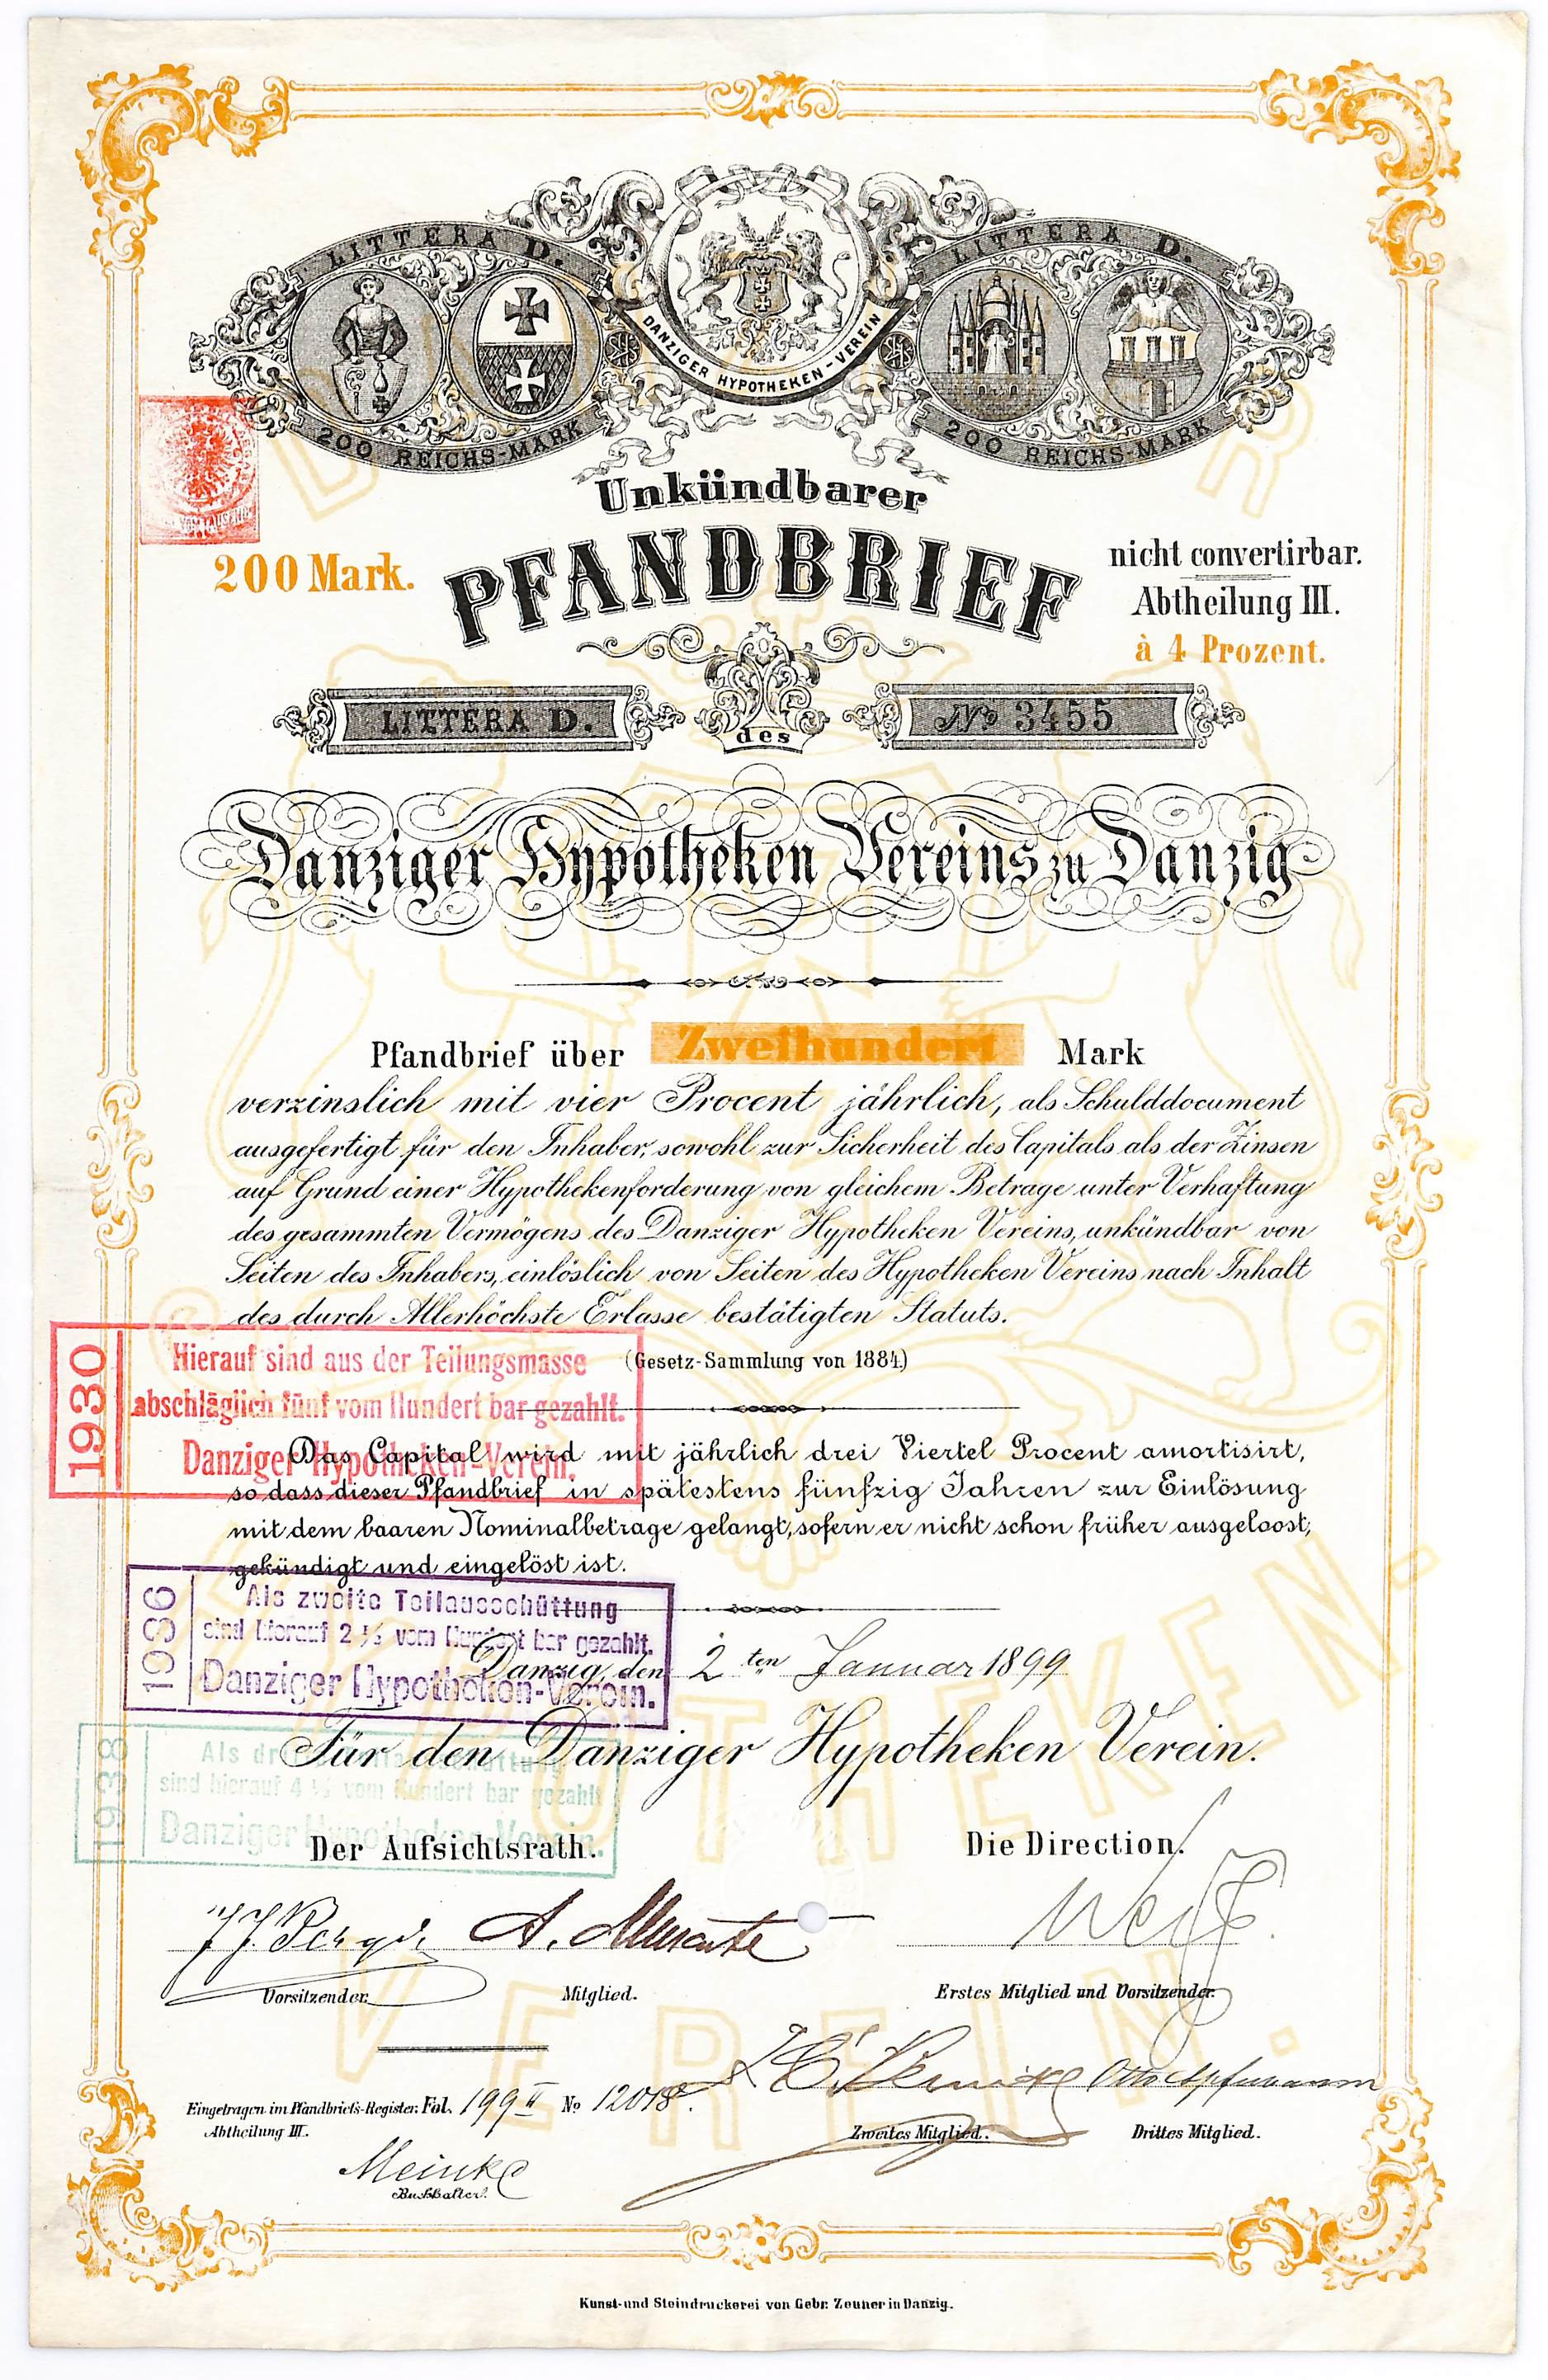 LITTERA D.
LITTERA D.
DANZIGER HYPOTHEKEN-VEREIN
200 REICHS-MARK
200 REICHS-MARK
Unkündbarer
200 Mark.
PFANDBRIEF
nicht convertirbar.
Abtheilung III.
à 4 Prozent.
LITTERA D.
des
No 3455
Danziger Hypotheken Vereins zu Danzig
Pfandbrief über Zweihundert Mark
verzinslich mit vier Procent jährlich, als Schulddocument
ausgefertigt für den Inhaber, sowohl zur Sicherheit des Capitals als der Zinsen
auf Grund einer Hypothekenforderung von gleichem Betrage unter Verhaftung
des gesammten Vermögens des Danziger Hypotheken Vereins, unkündbar von
Seiten des Inhabers, einlöslich von Seiten des Hypotheken Vereins nach Inhalt
des durch Allerhöchste Erlasse bestätigten Statuts.
(Gesetz-Sammlung von 1884.)
1930
Hierauf sind aus der Teilungsmasse
abschläglich fünf vom Hundert bar gezahlt.
Danziger Hypotheken-Verein.
Das Capital wird mit jährlich drei Viertel Procent amortisirt,
so dass dieser Pfandbrief in spätestens fünfzig Jahren zur Einlösung
mit dem baaren Nominalbetrage gelangt, sofern er nicht schon früher ausgeloost,
gekündigt und eingelöst ist.
1936
Als zweite Teilausschüttung
sind hierauf 2 ½ vom Hundert bar gezahlt.
Danziger Hypotheken-Verein.
Danzig, den 2ten Januar 1899
Für den Danziger Hypotheken Verein.
1938
Als
sind hierauf 4 ½ vom Hundert bar gezahlt
Danziger Hypotheken-Verein.
Der Aufsichtsrath.
Die Direction.
Vorsitzender.
Mitglied.
Erstes Mitglied und Vorsitzender.
Eingetragen im Pfandbriefs-Register: Fol. 199 II No 12018.
Abtheilung III.
Zweites Mitglied.
Drittes Mitglied.
Meinke
Buchhalter.
Kunst- und Steindruckerei von Gebr. Zeuner in Danzig.